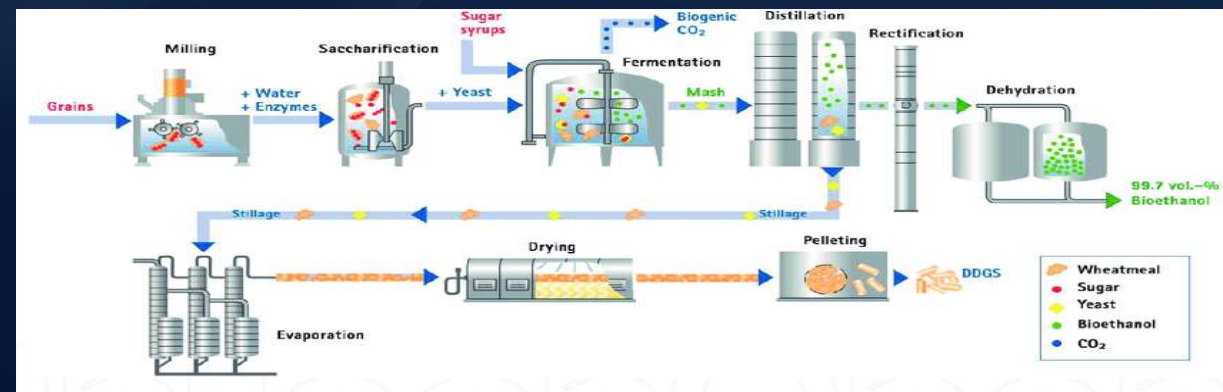 Sugar
syrups
Biogenic
CO₂
Distillation
Milling
Saccharification
Rectification
Fermentation
Grains
+ Water
+ Enzymes
+ Yeast
Mash
Dehydration
99.7 vol.-%
Bioethanol
Stillage
Stillage
Drying
Pelleting
DDGS
Evaporation
Wheatmeal
Sugar
Yeast
Bioethanol
CO₂